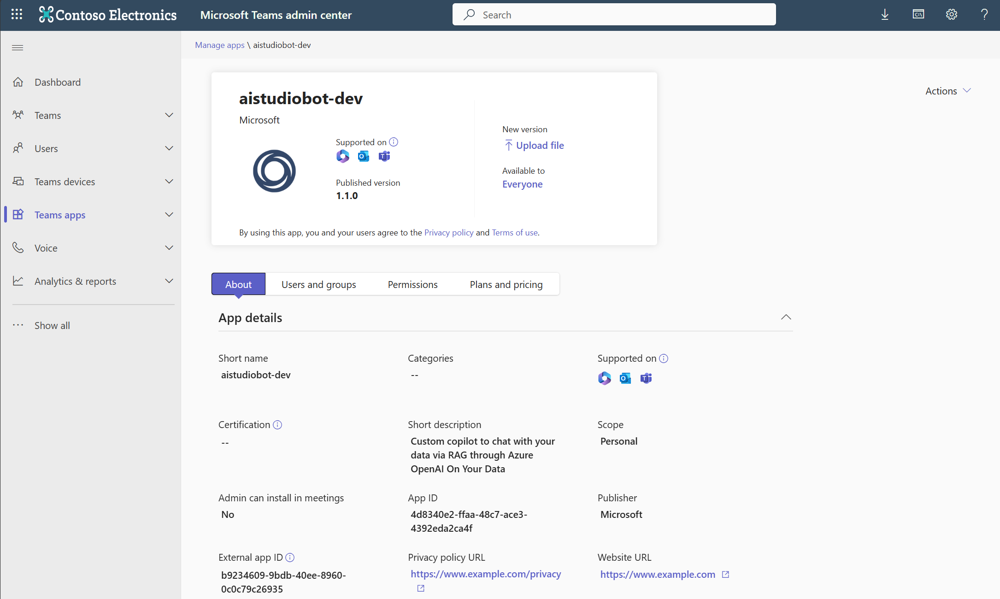 Contoso Electronics
Microsoft Teams admin center
Search
Manage apps \ aistudiobot-dev
Dashboard
Teams
Users
Teams devices
Teams apps
Voice
Analytics & reports
Show all
aistudiobot-dev
Microsoft
Supported on
Published version
1.1.0
New version
Upload file
Available to
Everyone
By using this app, you and your users agree to the Privacy policy and Terms of use.
Actions
About
Users and groups
Permissions
Plans and pricing
App details
Short name
aistudiobot-dev
Categories
--
Supported on
Certification
--
Short description
Custom copilot to chat with your
data via RAG through Azure
OpenAI On Your Data
Scope
Personal
Admin can install in meetings
No
App ID
4d8340e2-ffaa-48c7-ace3-
4392eda2ca4f
Publisher
Microsoft
External app ID
b9234609-9bdb-40ee-8960-
0c0c79c26935
Privacy policy URL
https://www.example.com/privacy
Website URL
https://www.example.com